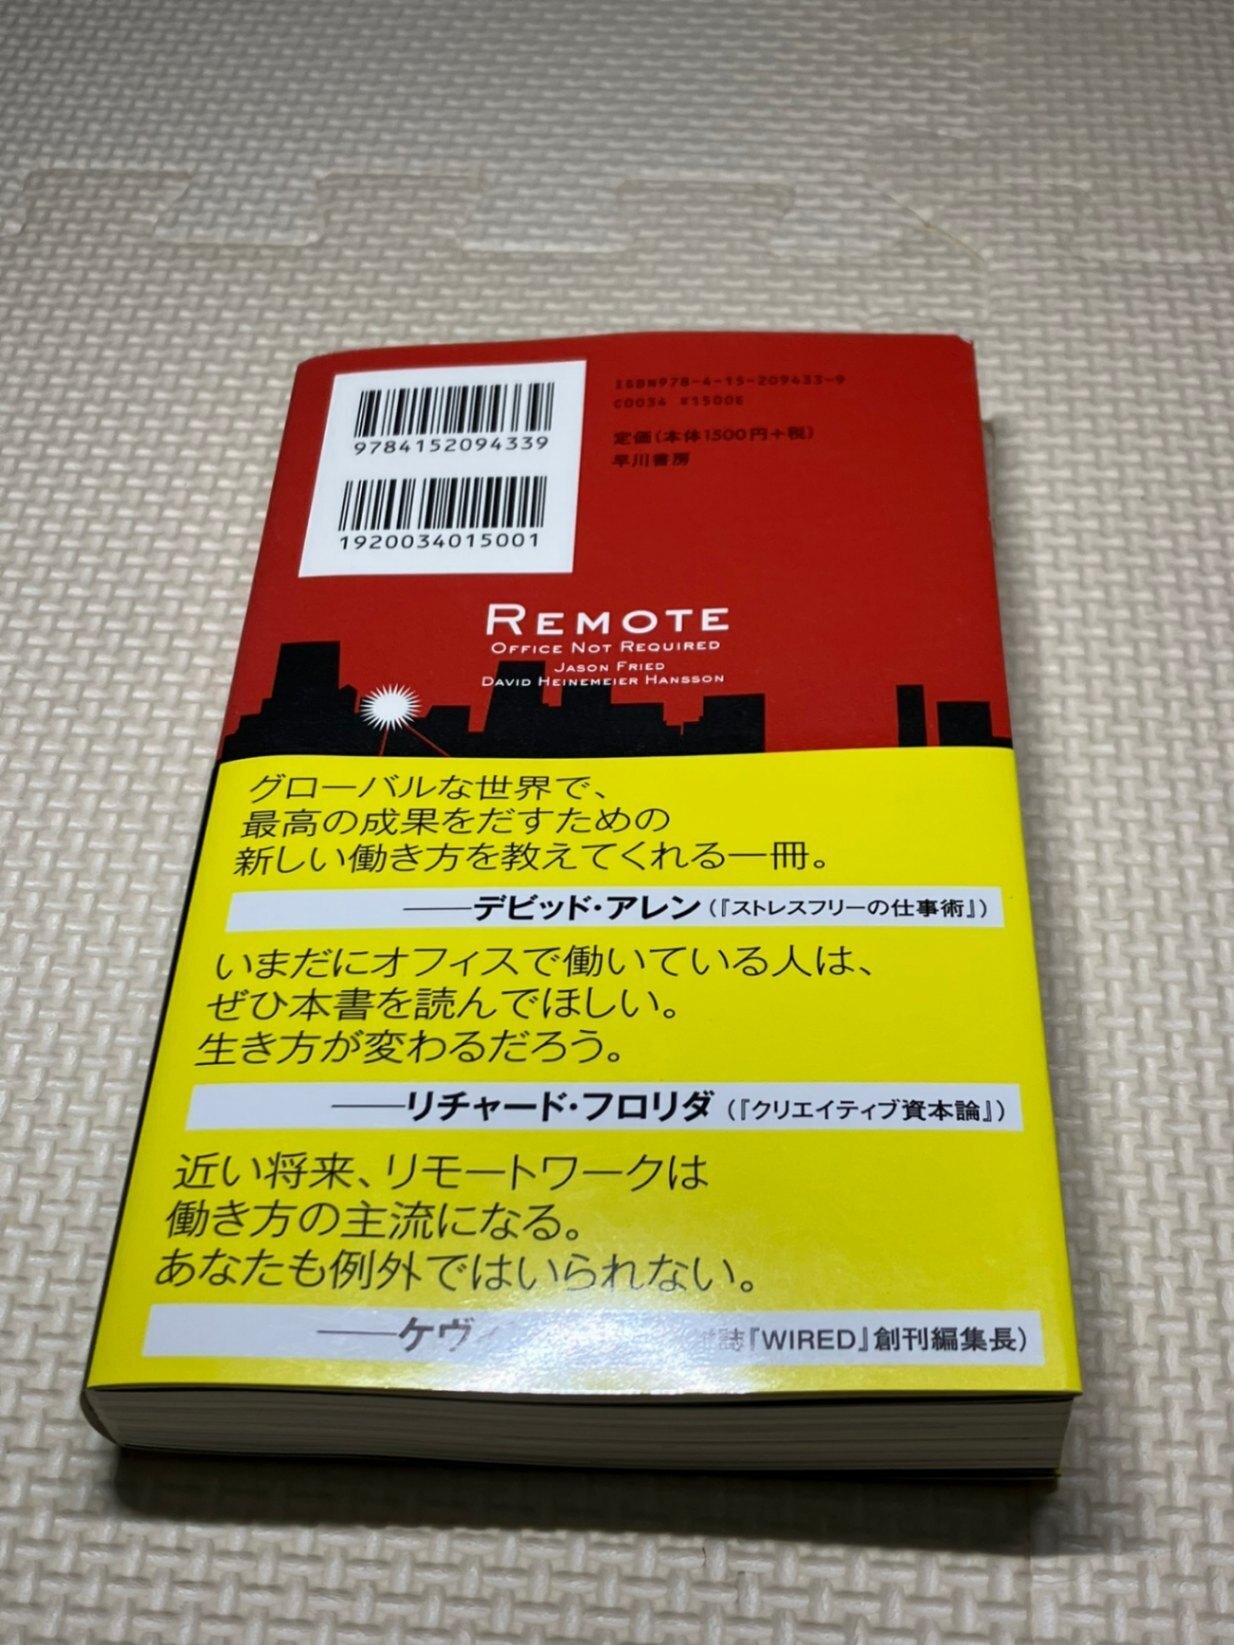 9784152094339
1920034015001
ISBN978-4-15-209433-9
C0034 ¥1500E
定価(本体1500円+税)
早川書房
REMOTE
OFFICE NOT REQUIRED
JASON FRIED
DAVID HEINEMEIER HANSSON
グローバルな世界で、
最高の成果をだすための
新しい働き方を教えてくれる一冊。
——デビッド・アレン(『ストレスフリーの仕事術』)
いまだにオフィスで働いている人は、
ぜひ本書を読んでほしい。
生き方が変わるだろう。
——リチャード・フロリダ(『クリエイティブ資本論』)
近い将来、リモートワークは
働き方の主流になる。
あなたも例外ではいられない。
——ケヴィ 誌『WIRED』創刊編集長)